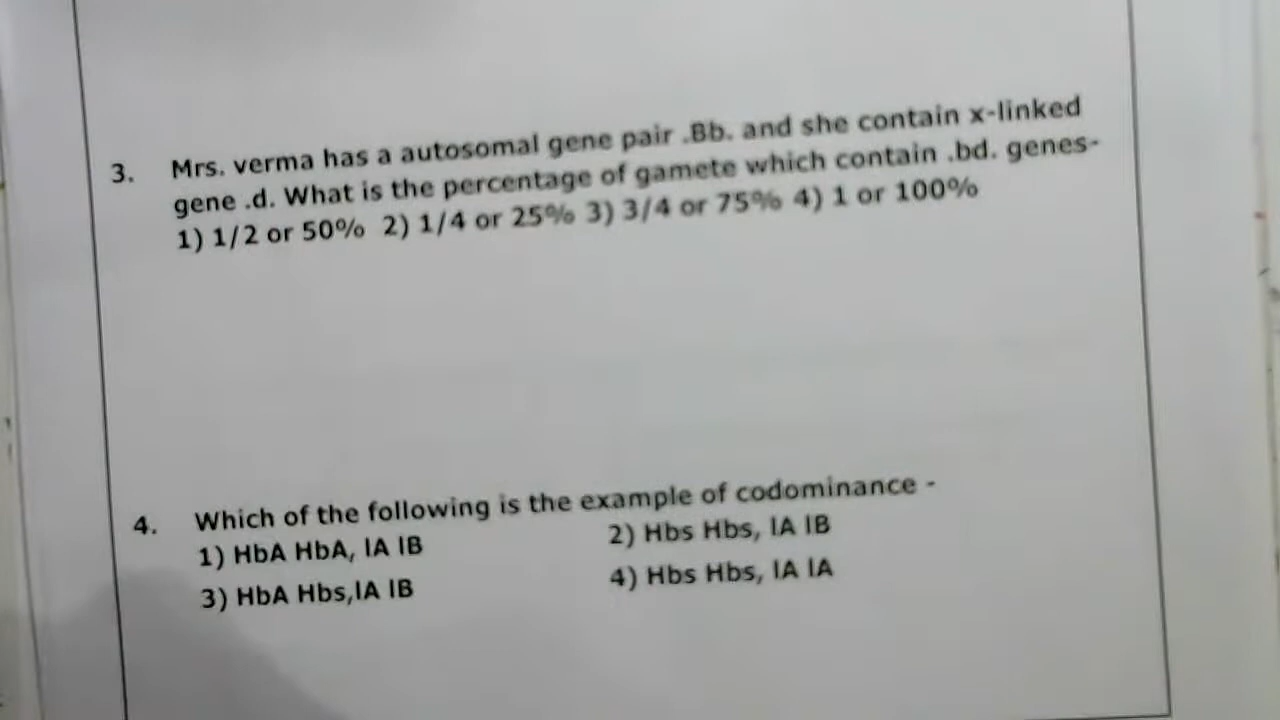 3. Mrs. verma has a autosomal gene pair .Bb. and she contain x-linked
gene .d. What is the percentage of gamete which contain .bd. genes-
1) 1/2 or 50% 2) 1/4 or 25% 3) 3/4 or 75% 4) 1 or 100%
4. Which of the following is the example of codominance -
1) HbA HbA, IA IB 2) Hbs Hbs, IA IB
3) HbA Hbs,IA IB 4) Hbs Hbs, IA IA